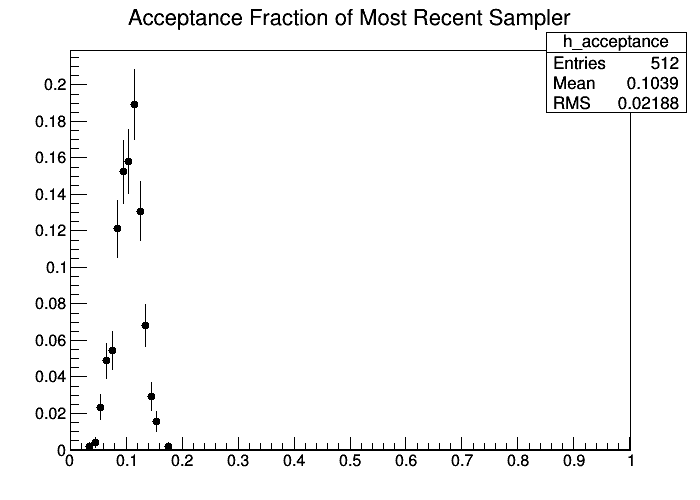 Acceptance Fraction of Most Recent Sampler
h_acceptance
Entries 512
Mean 0.1039
RMS 0.02188
0.2
0.18
0.16
0.14
0.12
0.1
0.08
0.06
0.04
0.02
0
0 0.1 0.2 0.3 0.4 0.5 0.6 0.7 0.8 0.9 1